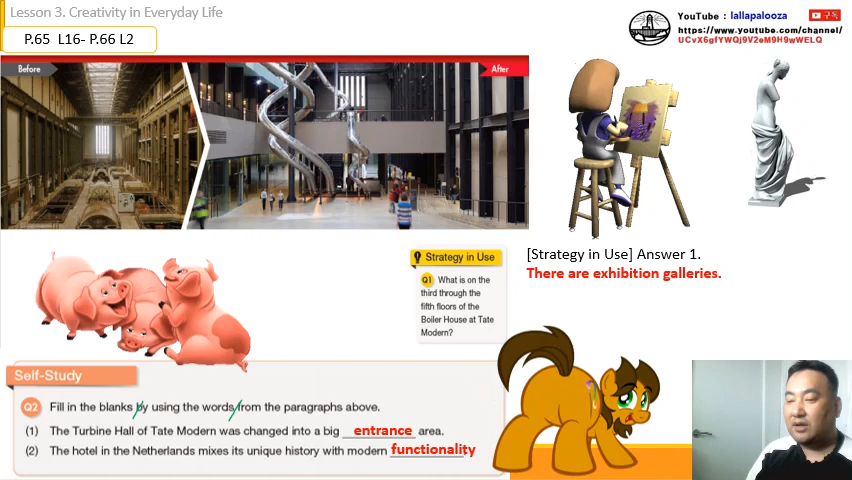 Lesson 3. Creativity in Everyday Life
P.65 L16- P.66 L2
YouTube : lallapalooza
구독
https://www.youtube.com/channel/
UCvX6gfYWQj9V2eM9H9wWELQ
Before
After
[Strategy in Use] Answer 1.
There are exhibition galleries.
Strategy in Use
Q1 What is on the
third through the
fifth floors of the
Boiler House at Tate
Modern?
Self-Study
Q2 Fill in the blanks by using the words from the paragraphs above.
(1) The Turbine Hall of Tate Modern was changed into a big entrance area.
(2) The hotel in the Netherlands mixes its unique history with modern functionality.